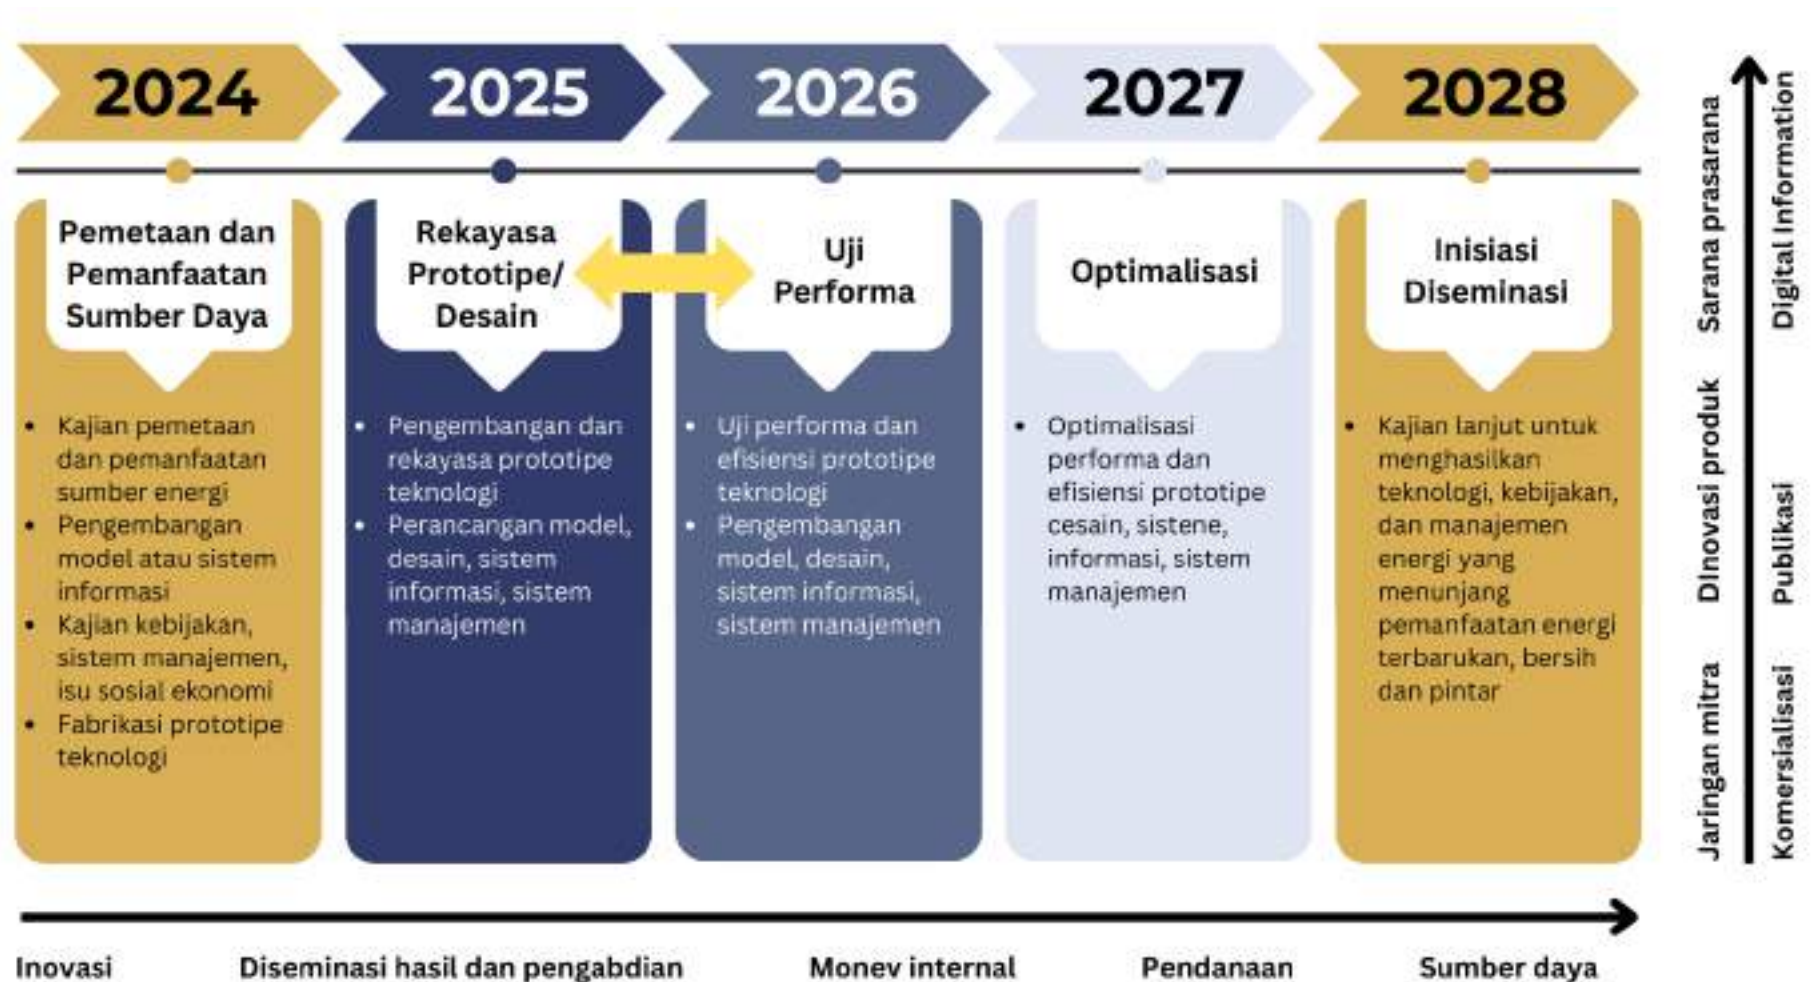 2024
2025
2026
2027
2028
Pemetaan dan
Pemanfaatan
Sumber Daya
Rekayasa
Prototipe/
Desain
Uji
Performa
Optimalisasi
Inisiasi
Diseminasi
• Kajian pemetaan
dan pemanfaatan
sumber energi
• Pengembangan
model atau sistem
informasi
• Kajian kebijakan,
sistem manajemen,
isu sosial ekonomi
• Fabrikasi prototipe
teknologi
• Pengembangan dan
rekayasa prototipe
teknologi
• Perancangan model,
desain, sistem
informasi, sistem
manajemen
• Uji performa dan
efisiensi prototipe
teknologi
• Pengembangan
model, desain,
sistem informasi,
sistem manajemen
• Optimalisasi
performa dan
efisiensi prototipe
cesain, sistene,
informasi, sistem
manajemen
• Kajian lanjut untuk
menghasilkan
teknologi, kebijakan,
dan manajemen
energi yang
menunjang
pemanfaatan energi
terbarukan, bersih
dan pintar
Jaringan mitra
DInovasi produk
Sarana prasarana
Komersialisasi
Publikasi
Digital Information
Inovasi
Diseminasi hasil dan pengabdian
Monev internal
Pendanaan
Sumber daya